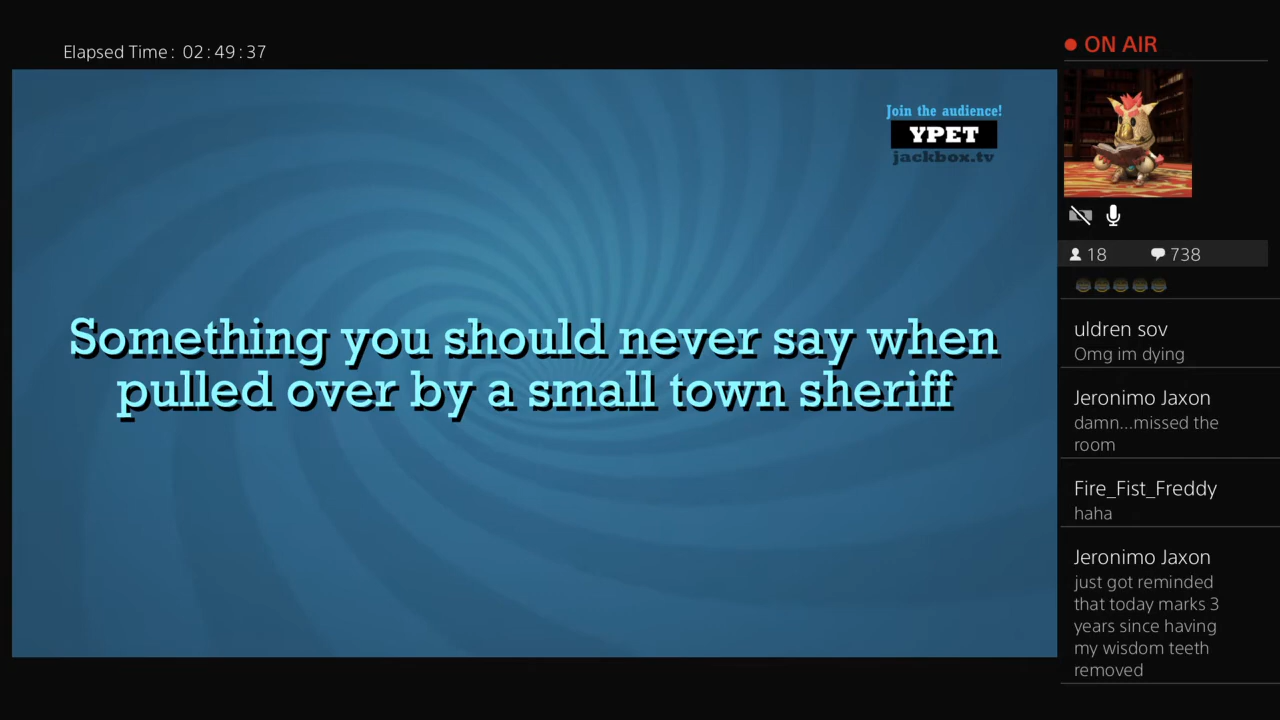 Elapsed Time: 02:49:37
ON AIR
Join the audience!
YPET
jackbox.tv
Something you should never say when
pulled over by a small town sheriff
18 738
uldren sov
Omg im dying
Jeronimo Jaxon
damn...missed the
room
Fire_Fist_Freddy
haha
Jeronimo Jaxon
just got reminded
that today marks 3
years since having
my wisdom teeth
removed